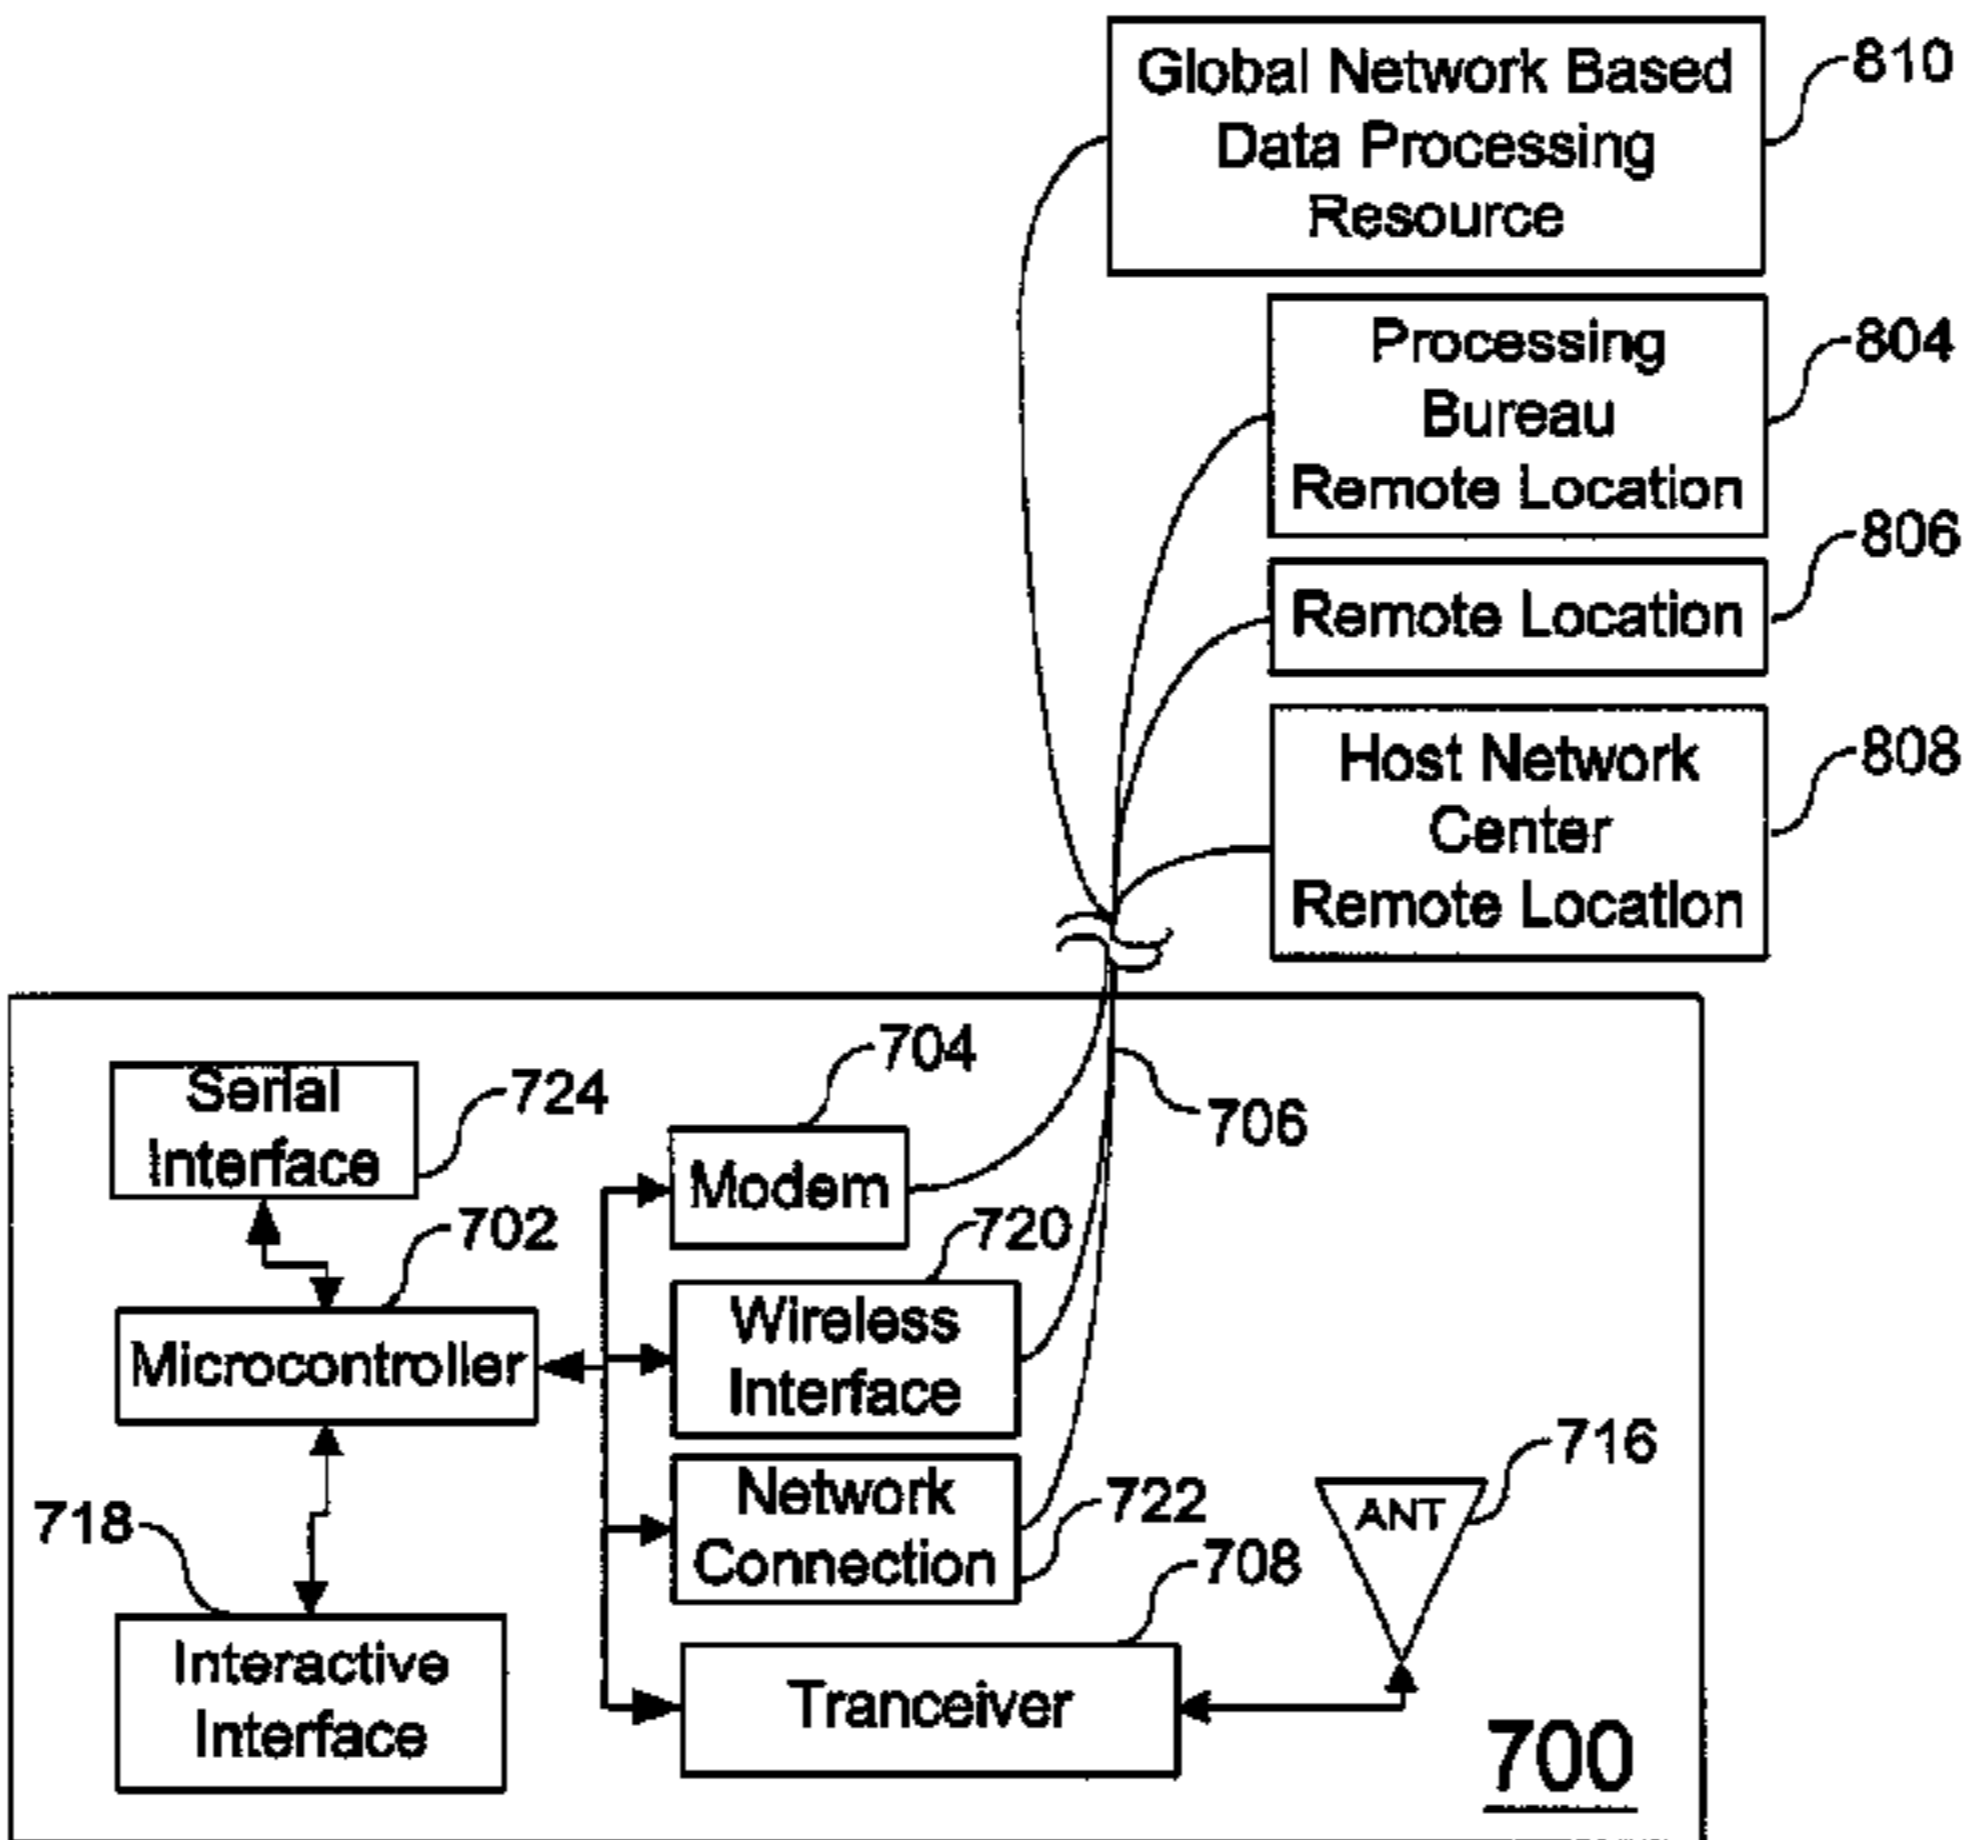 Global Network Based
Data Processing
Resource
810
Processing
Bureau
Remote Location
804
Remote Location
806
Host Network
Center
Remote Location
808
Serial
Interface
724
704
706
Modem
702
720
Microcontroller
Wireless
Interface
718
Network
Connection
722
708
ANT
716
Interactive
Interface
Tranceiver
700